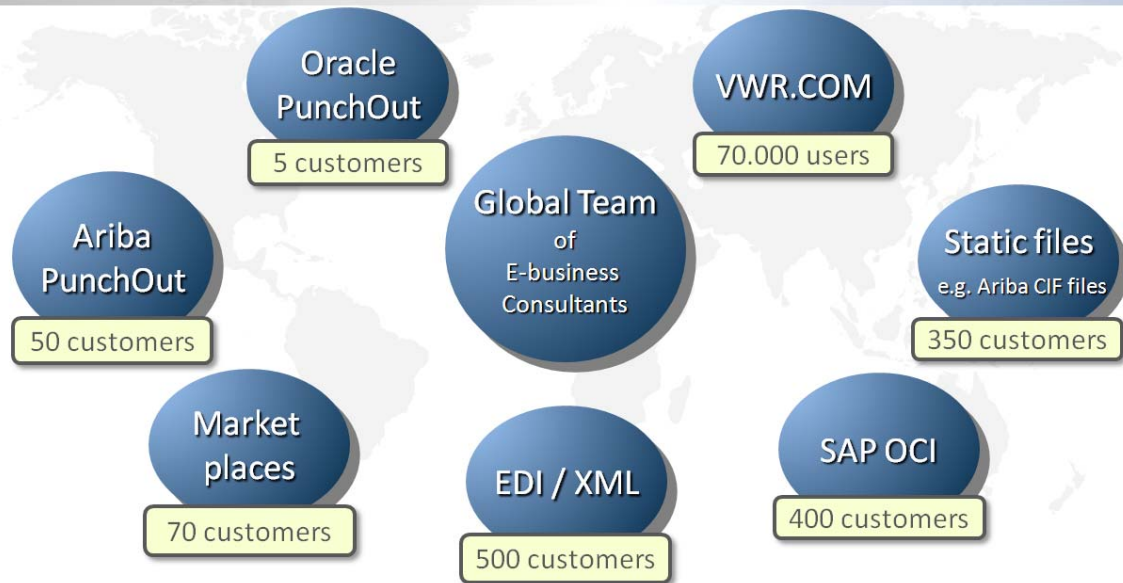 Oracle
PunchOut
5 customers
VWR.COM
70.000 users
Global Team
of
E-business
Consultants
Ariba
PunchOut
50 customers
Static files
e.g. Ariba CIF files
350 customers
Market
places
70 customers
EDI / XML
500 customers
SAP OCI
400 customers